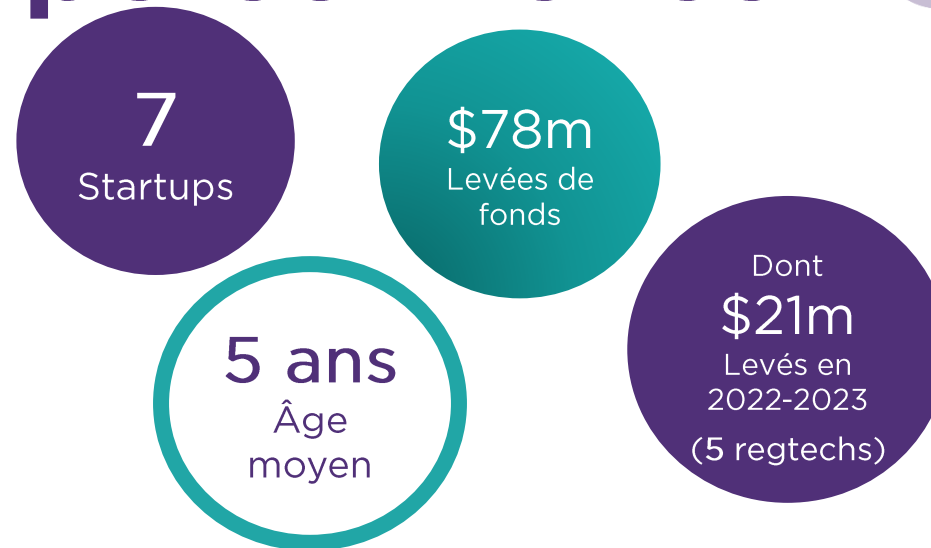 7
Startups
$78m
Levées de
fonds
5 ans
Âge
moyen
Dont
$21m
Levés en
2022-2023
(5 regtechs)